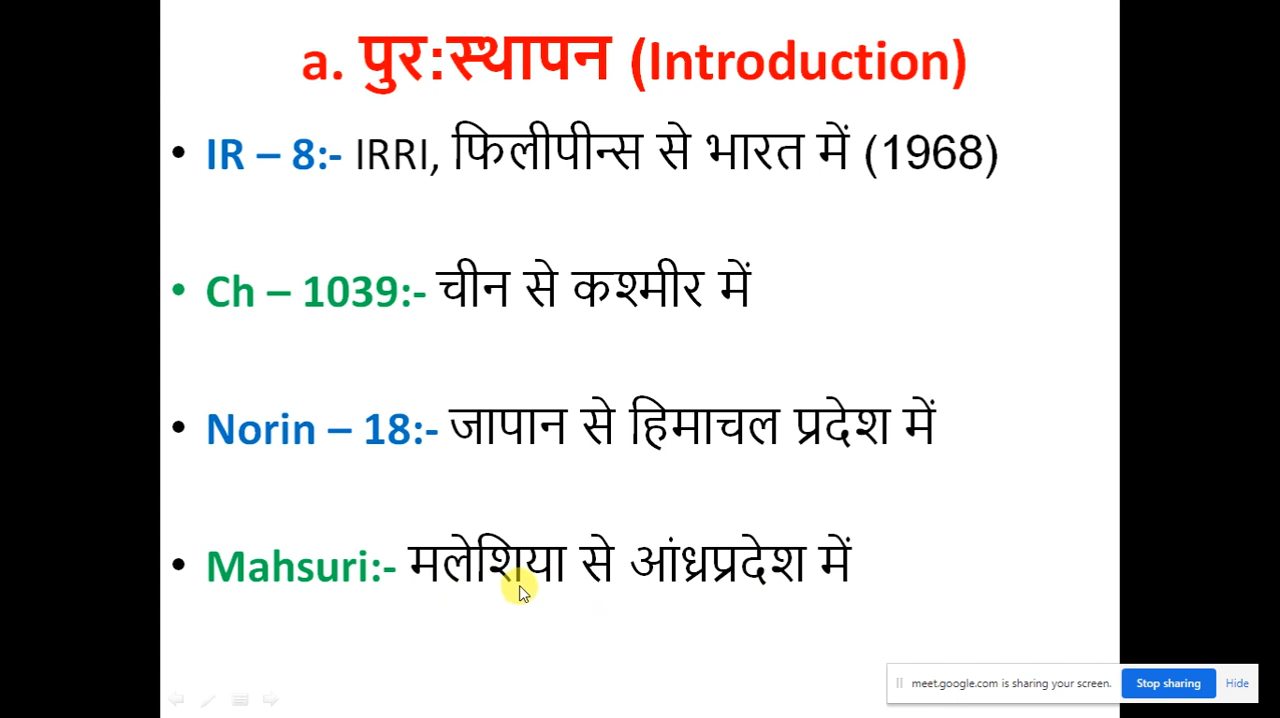 a. पुर:स्थापन (Introduction)
• IR – 8:- IRRI, फिलीपीन्स से भारत में (1968)
• Ch – 1039:- चीन से कश्मीर में
• Norin – 18:- जापान से हिमाचल प्रदेश में
• Mahsuri:- मलेशिया से आंध्रप्रदेश में
meet.google.com is sharing your screen. Stop sharing Hide